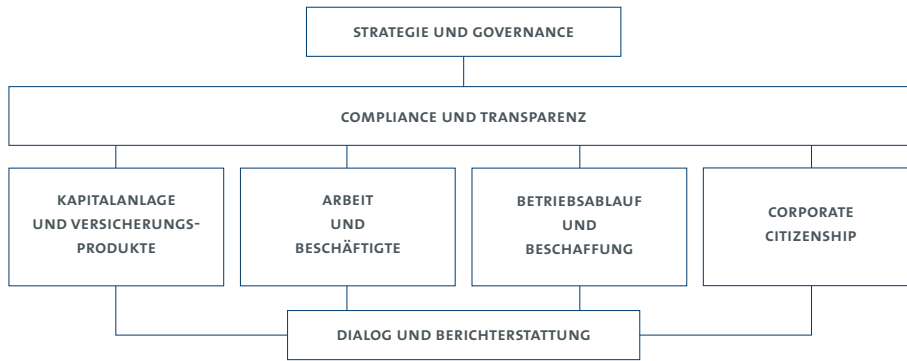 STRATEGIE UND GOVERNANCE
COMPLIANCE UND TRANSPARENZ
KAPITALANLAGE
UND VERSICHERUNGS-
PRODUKTE
ARBEIT
UND
BESCHÄFTIGTE
BETRIEBSABLAUF
UND
BESCHAFFUNG
CORPORATE
CITIZENSHIP
DIALOG UND BERICHTERSTATTUNG